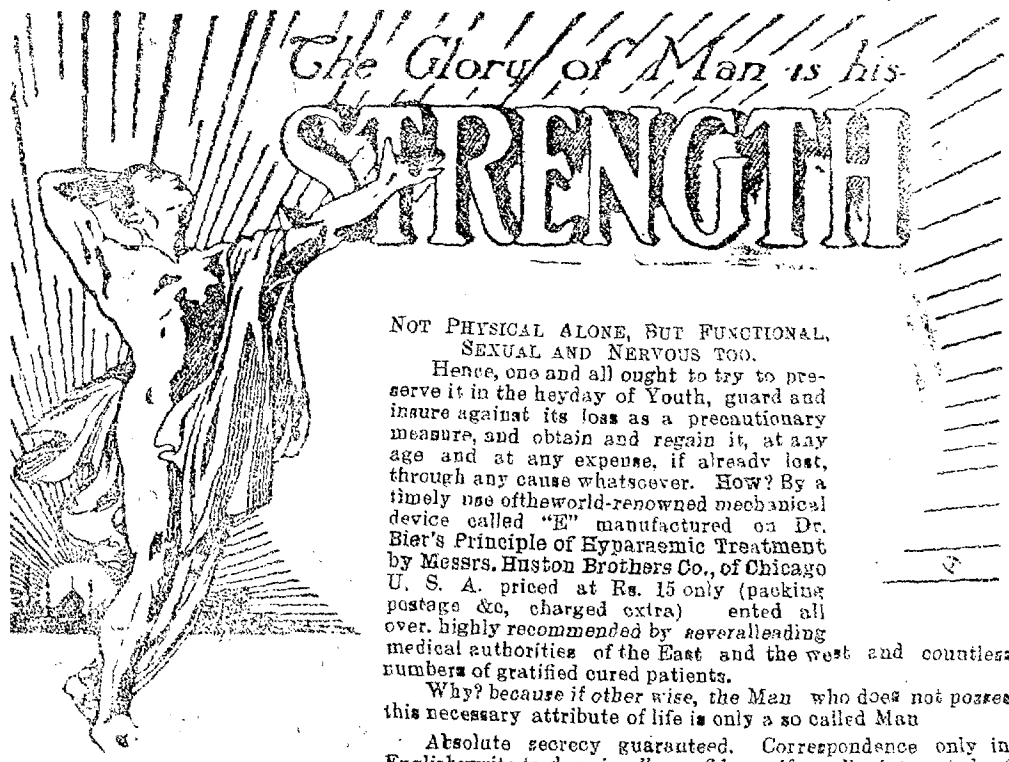 The Glory of Man is his
STRENGTH
NOT PHYSICAL ALONE, BUT FUNCTIONAL,
SEXUAL AND NERVOUS TOO.
Hence, one and all ought to try to pre-
serve it in the heyday of Youth, guard and
insure against its loss as a precautionary
measure, and obtain and regain it, at any
age and at any expense, if already lost,
through any cause whatsoever. HOW? By a
timely use oftheworld-renowned mechanical
device called "E" manufactured on Dr.
Bier's Principle of Hyparaemic Treatment
by Messrs. Huston Brothers Co., of Chicago
U. S. A. priced at Rs. 15 only (packing
postage &c, charged extra) ented all
over. highly recommended by severalleading
medical authorities of the East and the west and countless
numbers of gratified cured patients.
Why? because if other wise, the Man who does not posses
this necessary attribute of life is only a so called Man
Absolute secrecy guaranteed. Correspondence only in